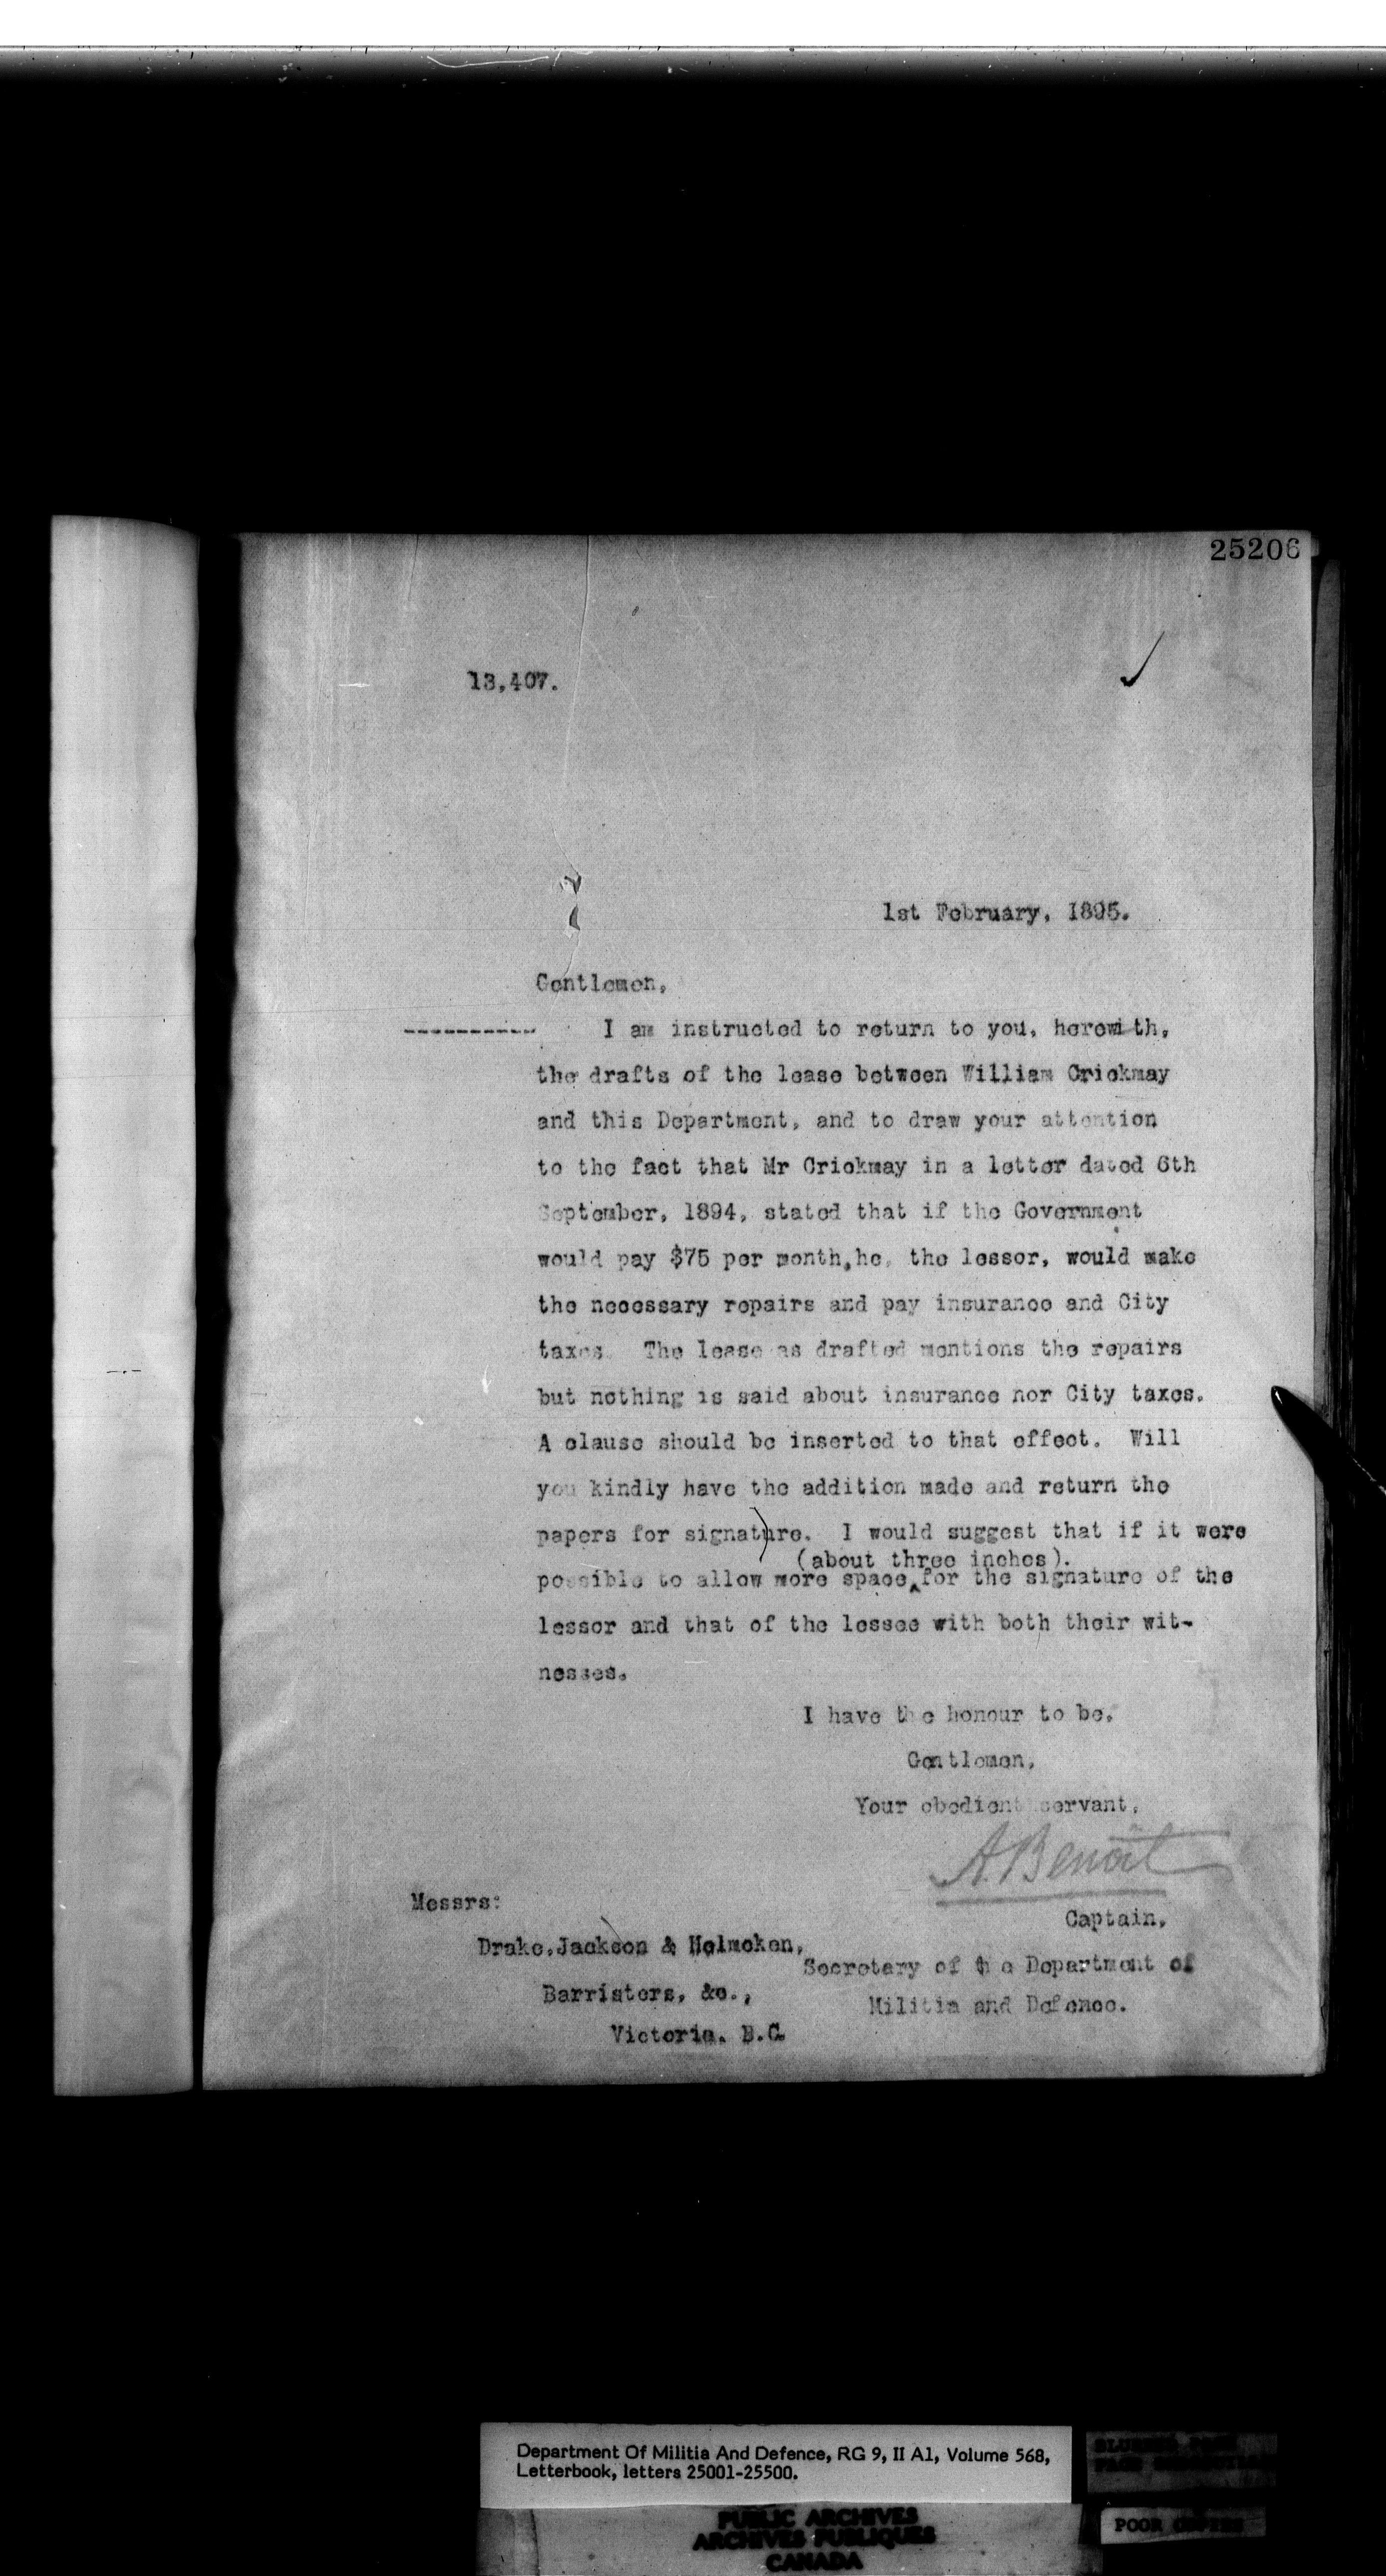 25206
13,407.
1st February, 1895.
Gentlemen,
I am instructed to return to you, herewith,
the drafts of the lease between William Crickmay
and this Department, and to draw your attention
to the fact that Mr Crickmay in a letter dated 6th
September, 1894, stated that if the Government
would pay $75 per month, he, the lessor, would make
the necessary repairs and pay insurance and City
taxes. The lease as drafted mentions the repairs
but nothing is said about insurance nor City taxes.
A clause should be inserted to that effect. Will
you kindly have the addition made and return the
papers for signature. I would suggest that if it were
(about three inches).
possible to allow more space for the signature of the
lessor and that of the lessee with both their wit-
nesses.
I have the honour to be,
Gentlemen,
Your obedient servant,
A. Benoit
Captain,
Secretary of the Department of
Militia and Defence.
Messrs:
Drake, Jackson & Helmcken,
Barristers, &c.,
Victoria, B.C.
Department Of Militia And Defence, RG 9, II A1, Volume 568,
Letterbook, letters 25001-25500.
PUBLIC ARCHIVES
ARCHIVES PUBLIQUES
CANADA
POOR